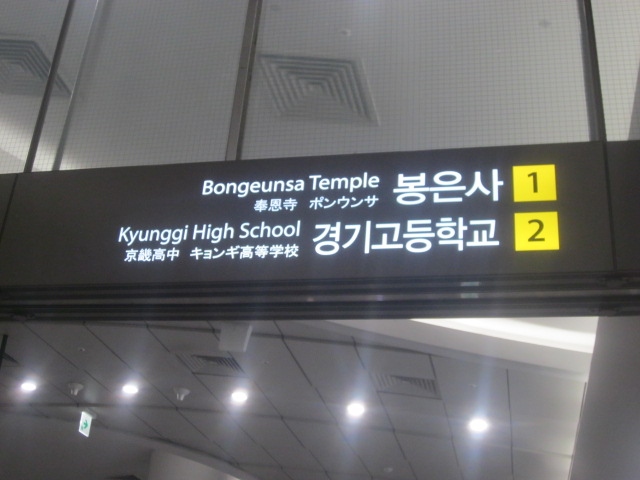 Bongeunsa Temple 봉은사 1
奉恩寺 ポンウンサ
Kyunggi High School 경기고등학교 2
京畿高中 キョンギ高等学校